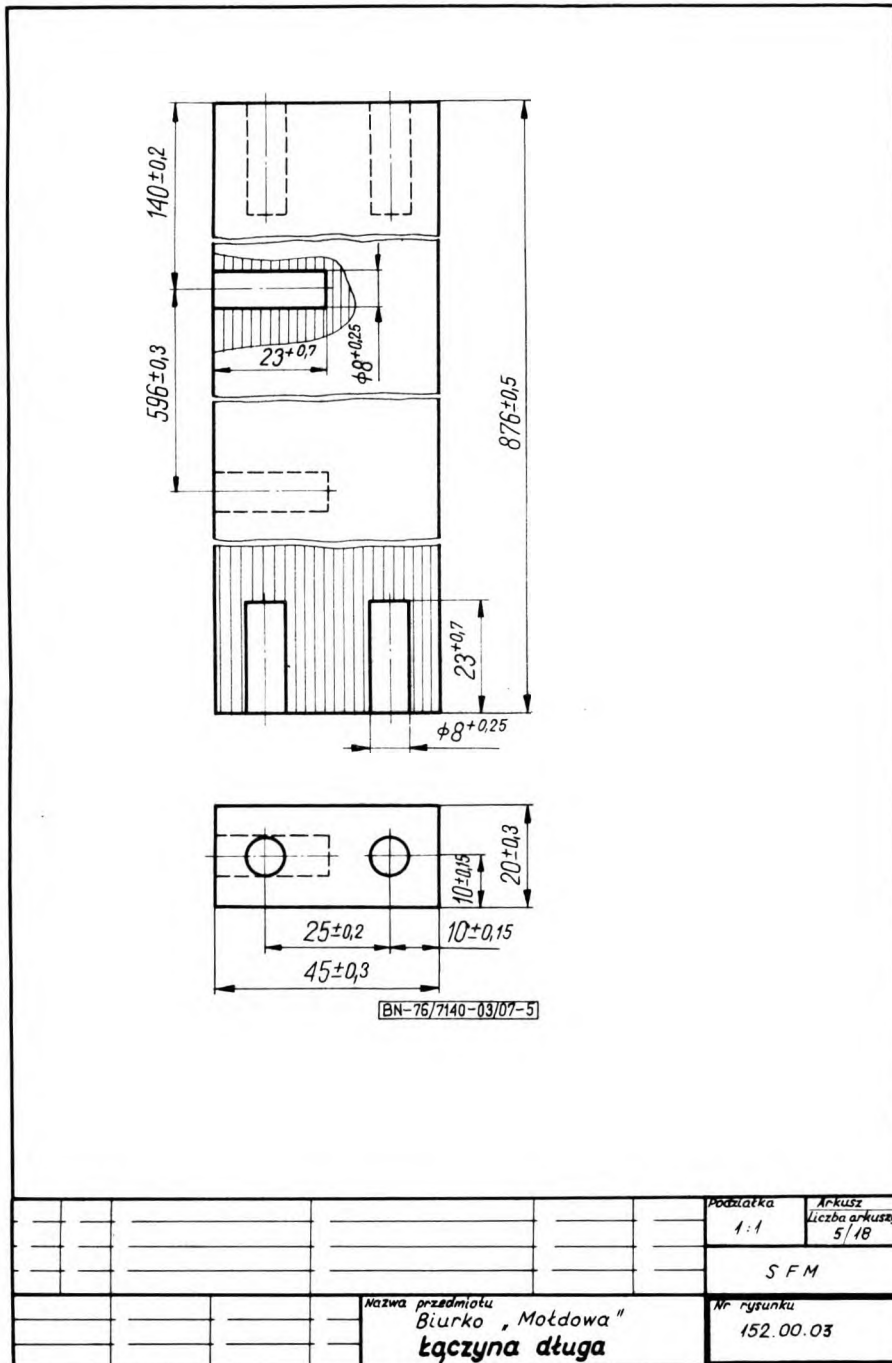 140±0,2
596±0,3
23+0,7
ϕ8+0,25
876±0,5
23+0,7
ϕ8+0,25
10±0,15
20±0,3
25±0,2
10±0,15
45±0,3
BN-76/7140-03/07-5
Podziałka
1:1
Arkusz
Liczba arkuszy
5/18
S F M
Nazwa przedmiotu
Biurko „Mołdowa"
Łączyna długa
Nr rysunku
152.00.03